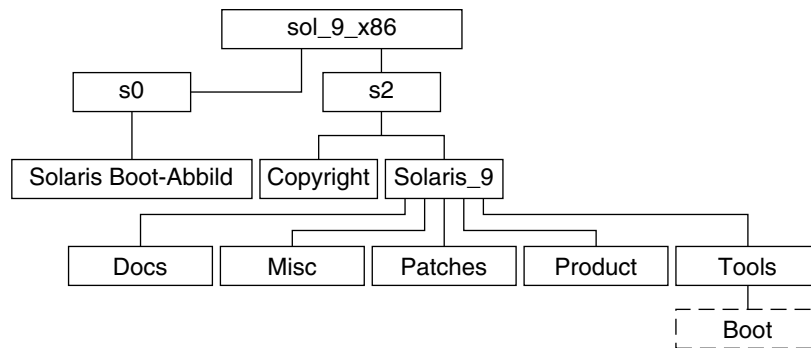 sol_9_x86
s0
s2
Solaris Boot-Abbild
Copyright
Solaris_9
Docs
Misc
Patches
Product
Tools
Boot